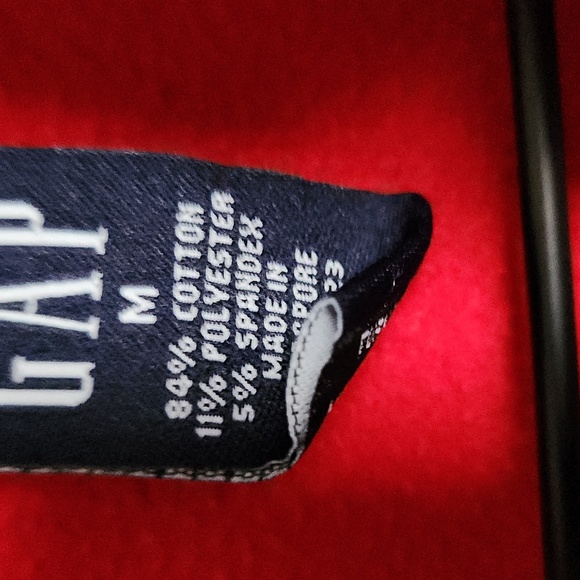 GAP
M
84% COTTON
11% POLYESTER
5% SPANDEX
MADE IN